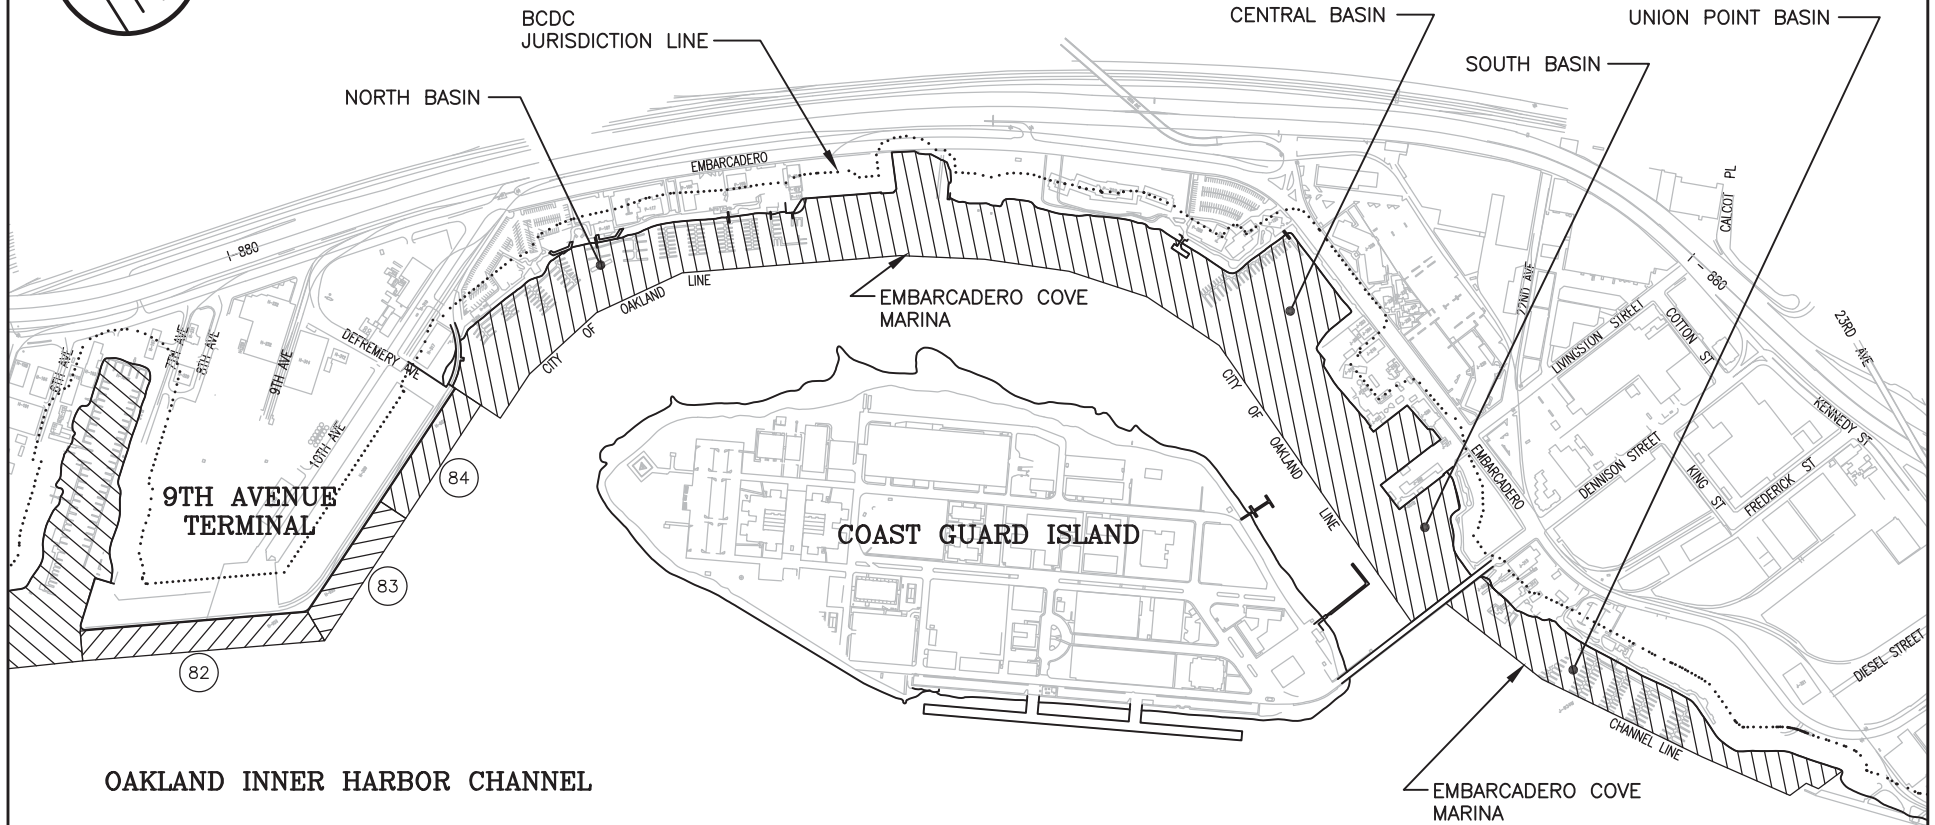 BCDC
JURISDICTION LINE
CENTRAL BASIN
UNION POINT BASIN
SOUTH BASIN
NORTH BASIN
EMBARCADERO
CALCOT PL
I-880
I - 880
EMBARCADERO COVE
MARINA
CITY OF OAKLAND LINE
22ND AVE
LIVINGSTON STREET
COTTON ST
23RD AVE
6TH AVE
7TH AVE
8TH AVE
9TH AVE
10TH AVE
DEFREMERY AVE
CITY OF OAKLAND LINE
KENNEDY ST
EMBARCADERO
DENNISON STREET
KING ST
FREDERICK ST
84
9TH AVENUE
TERMINAL
COAST GUARD ISLAND
83
82
DIESEL STREET
CHANNEL LINE
OAKLAND INNER HARBOR CHANNEL
EMBARCADERO COVE
MARINA